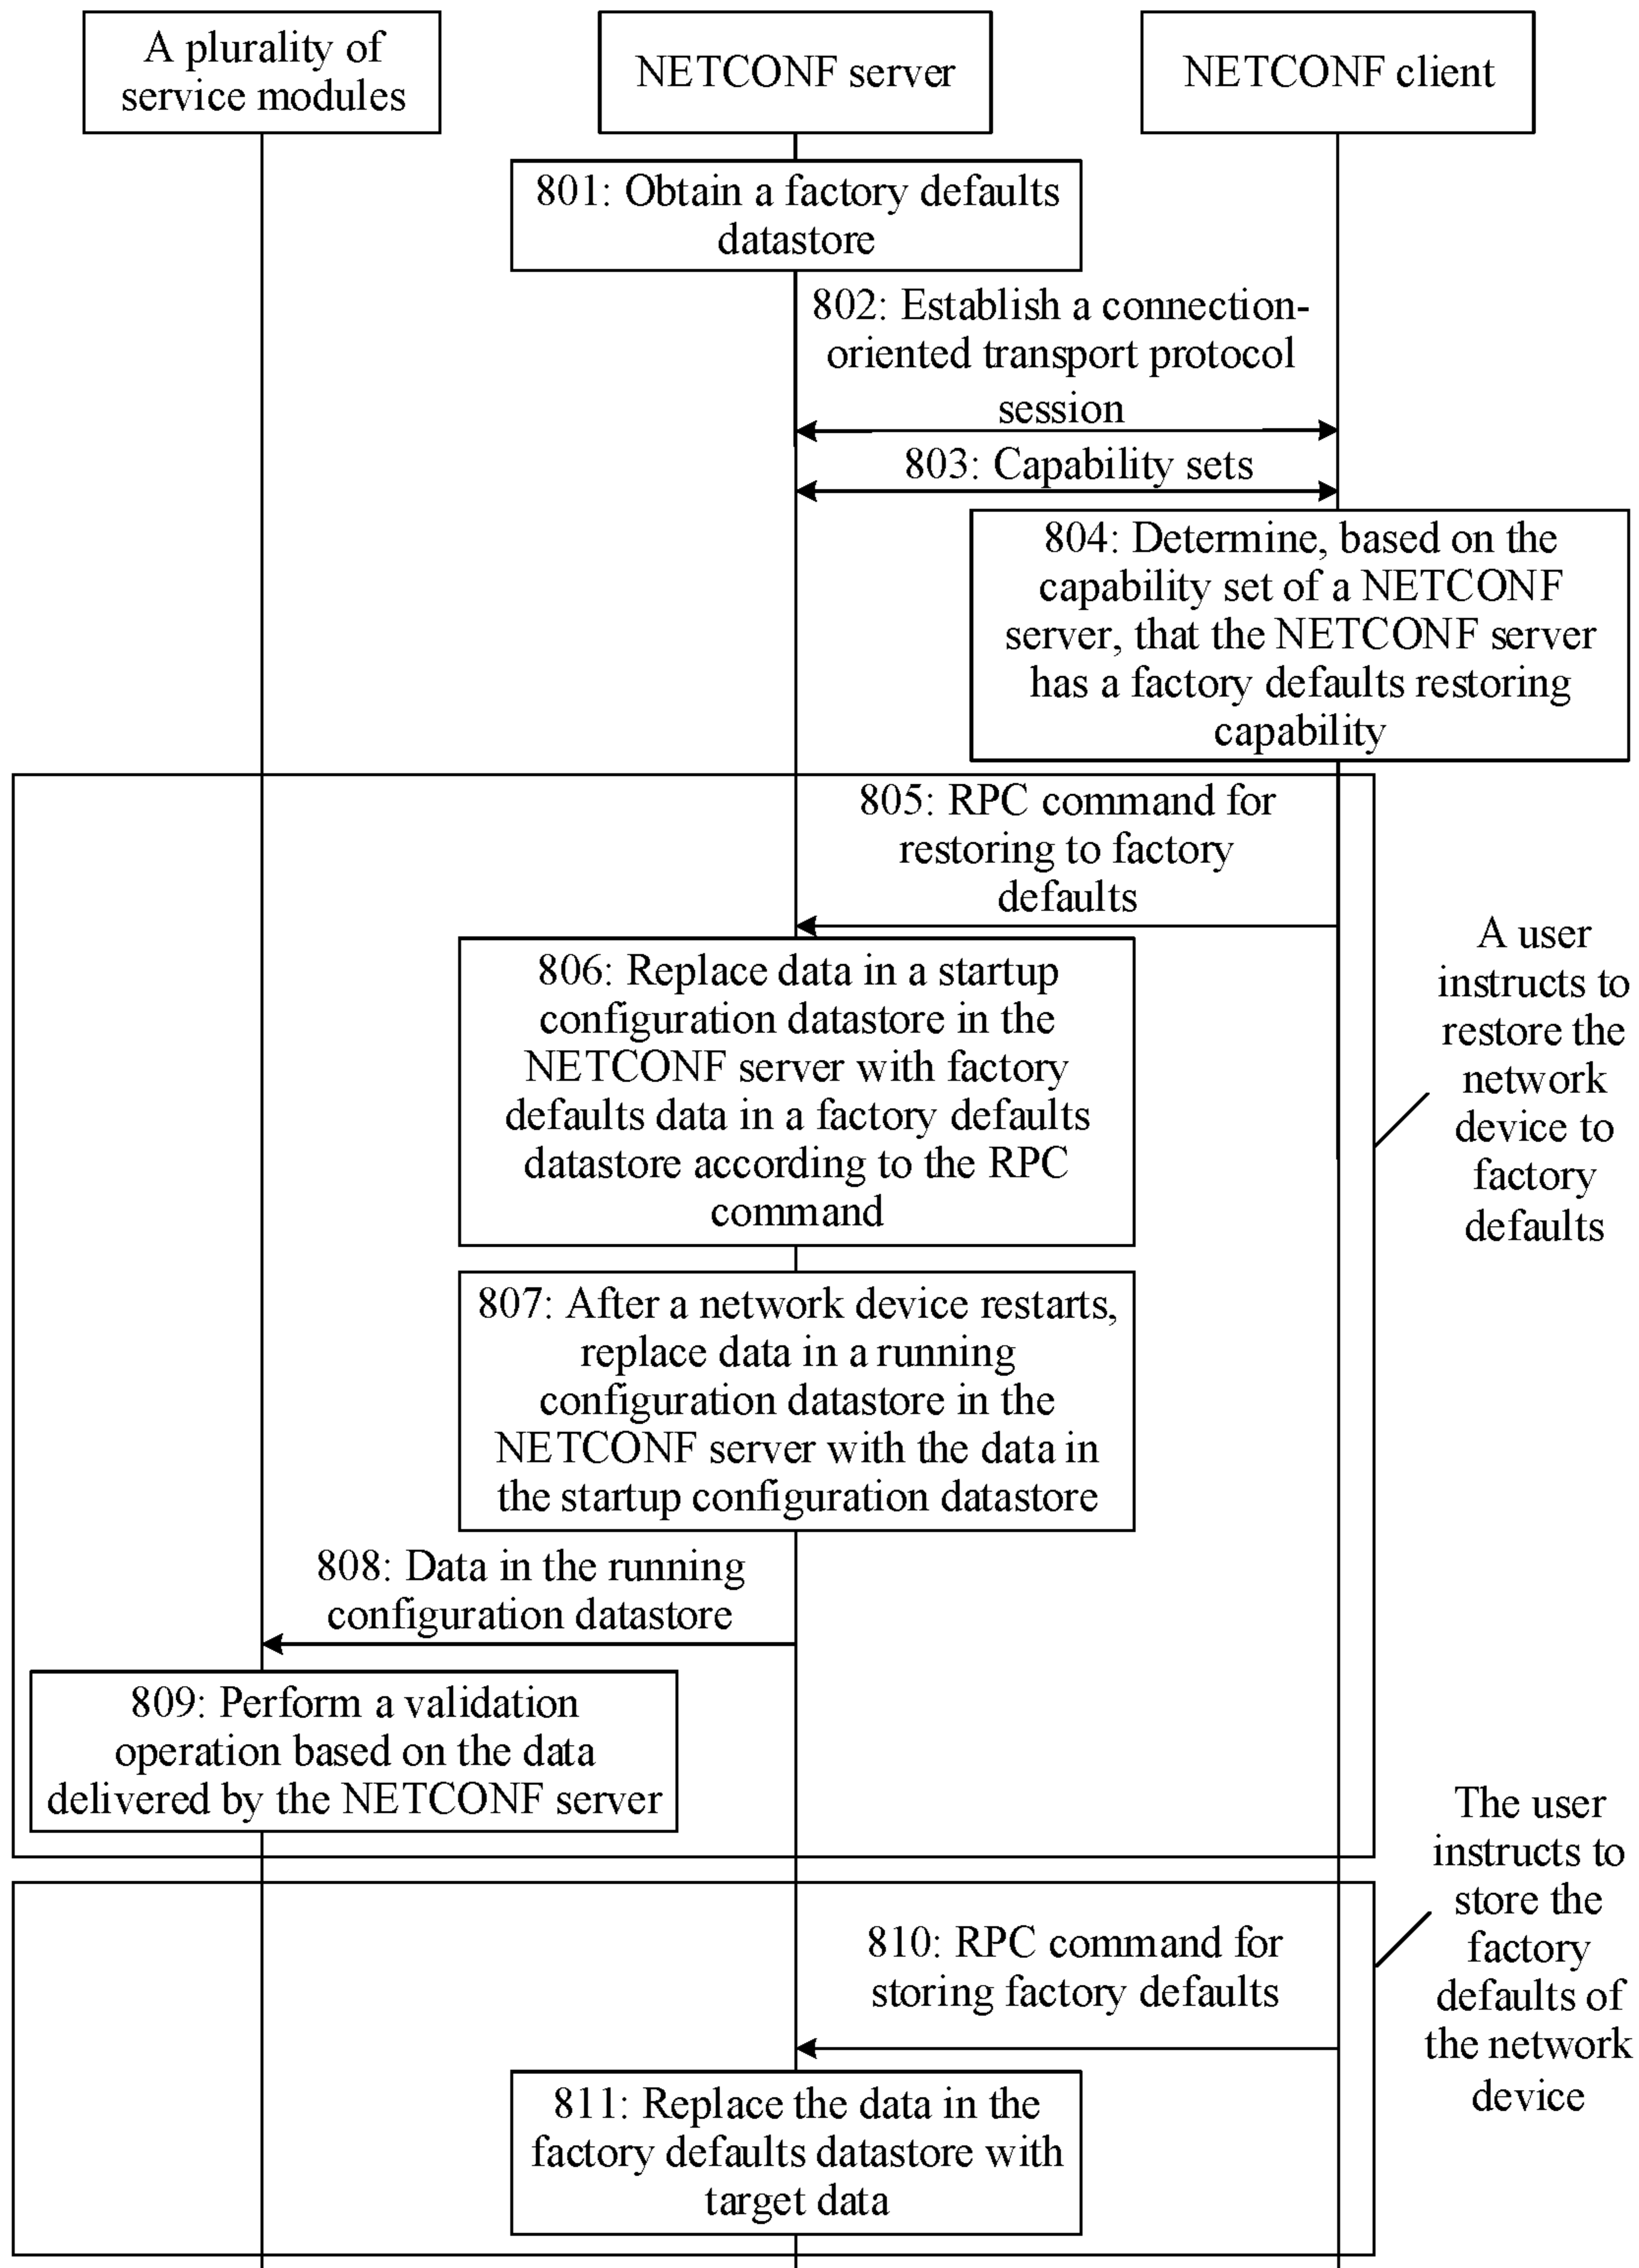 A plurality of
service modules
NETCONF server
NETCONF client
801: Obtain a factory defaults
datastore
802: Establish a connection-
oriented transport protocol
session
803: Capability sets
804: Determine, based on the
capability set of a NETCONF
server, that the NETCONF server
has a factory defaults restoring
capability
805: RPC command for
restoring to factory
defaults
806: Replace data in a startup
configuration datastore in the
NETCONF server with factory
defaults data in a factory defaults
datastore according to the RPC
command
A user
instructs to
restore the
network
device to
factory
defaults
807: After a network device restarts,
replace data in a running
configuration datastore in the
NETCONF server with the data in
the startup configuration datastore
808: Data in the running
configuration datastore
809: Perform a validation
operation based on the data
delivered by the NETCONF server
810: RPC command for
storing factory defaults
The user
instructs to
store the
factory
defaults of
the network
device
811: Replace the data in the
factory defaults datastore with
target data